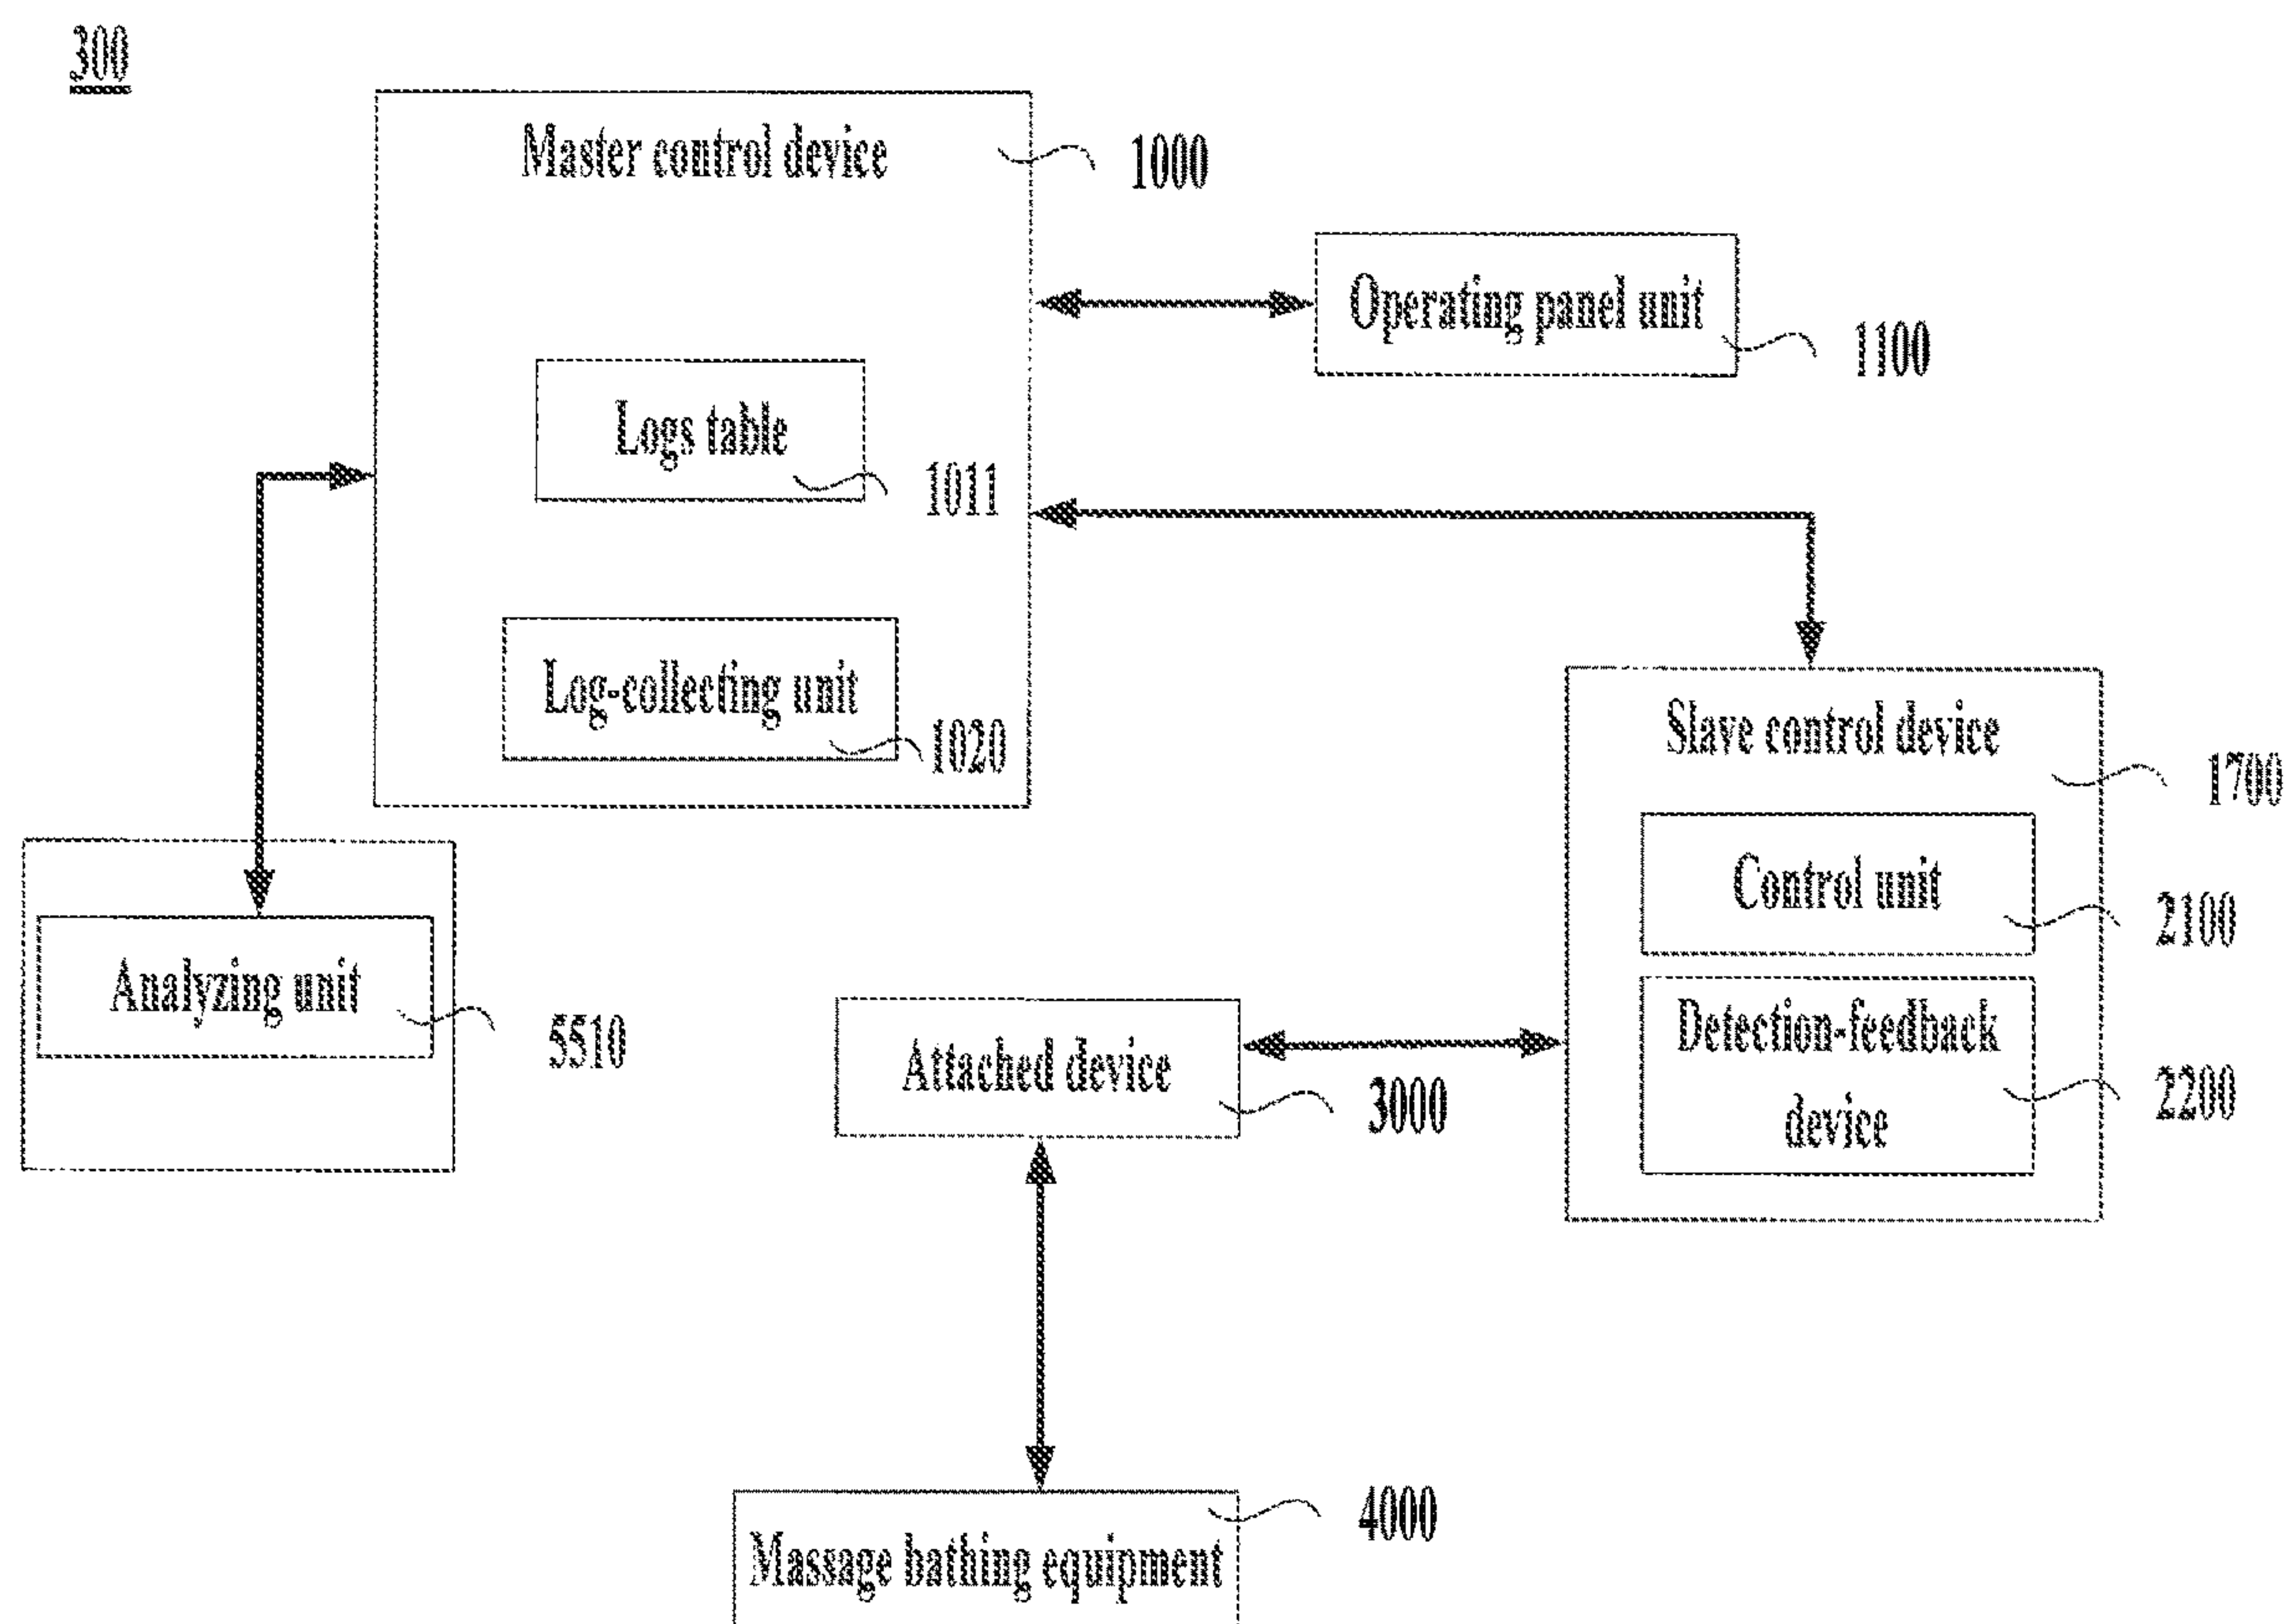 300
Master control device
1000
Operating panel unit
1100
Logs table
1011
Log-collecting unit
1020
Slave control device
1700
Control unit
2100
Analyzing unit
5510
Detection-feedback
device
2200
Attached device
3000
Massage bathing equipment
4000